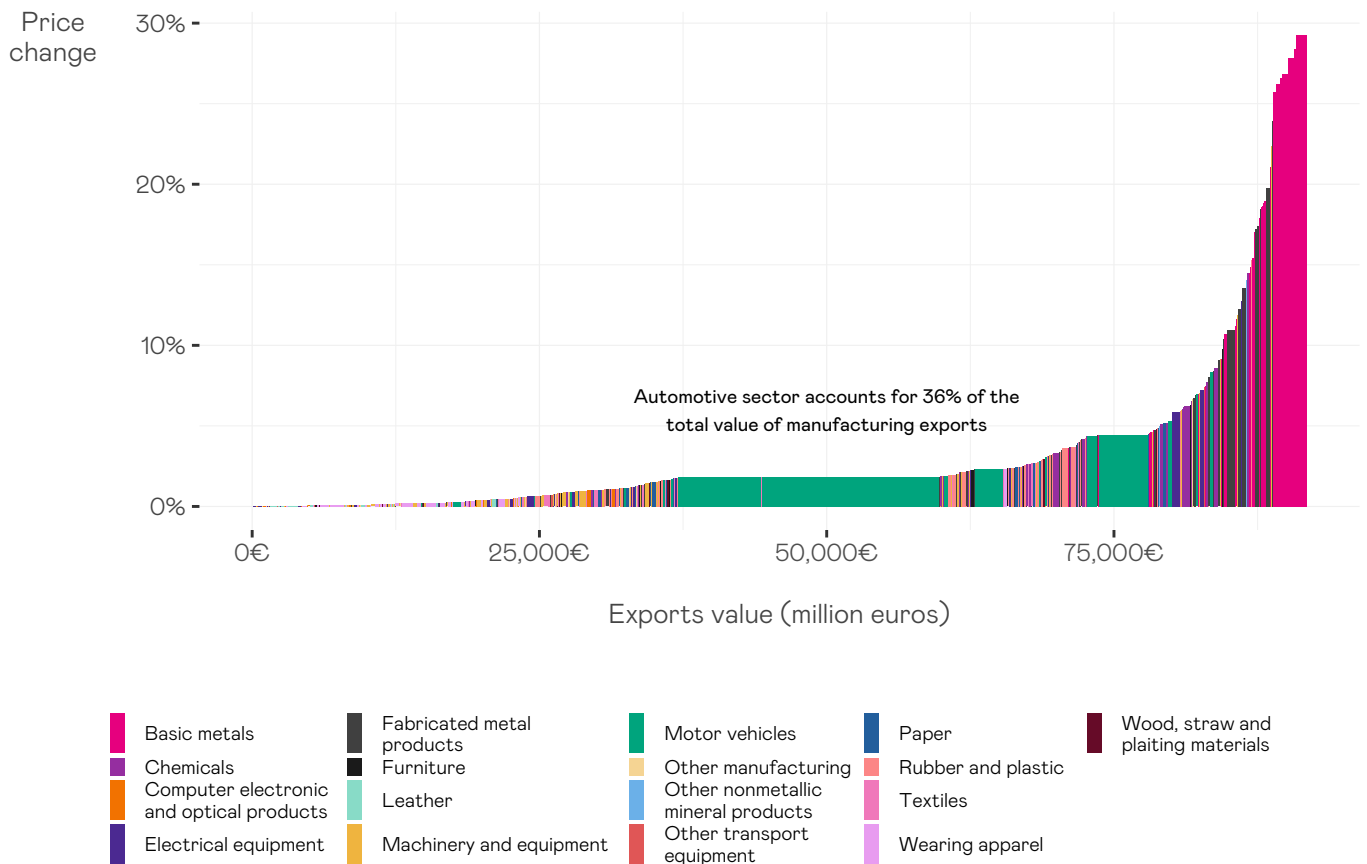 Price
change
30%
20%
10%
0%
Automotive sector accounts for 36% of the
total value of manufacturing exports
0€
25,000€
50,000€
75,000€
Exports value (million euros)
Basic metals
Chemicals
Computer electronic
and optical products
Electrical equipment
Fabricated metal
products
Furniture
Leather
Machinery and equipment
Motor vehicles
Other manufacturing
Other nonmetallic
mineral products
Other transport
equipment
Paper
Rubber and plastic
Textiles
Wearing apparel
Wood, straw and
plaiting materials